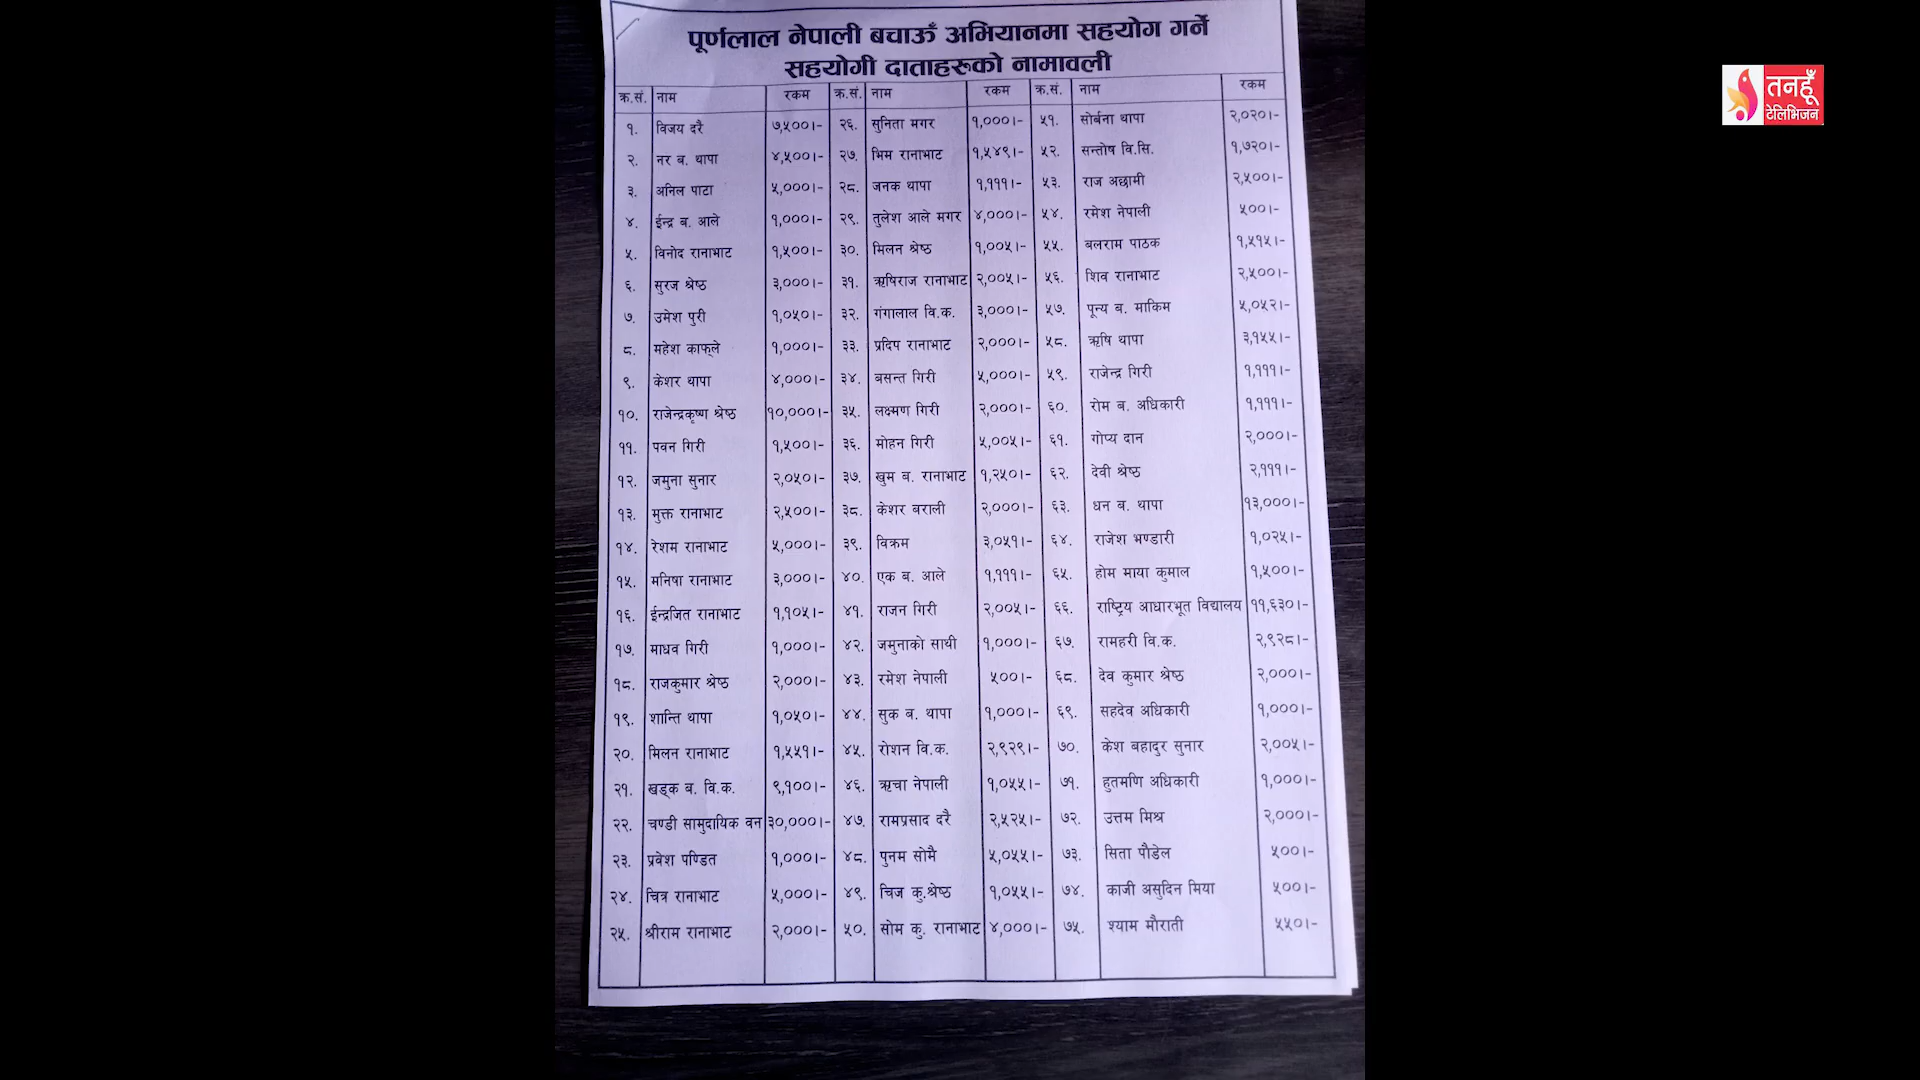 पूर्णलाल नेपाली बचाऊँ अभियानमा सहयोग गर्ने
सहयोगी दाताहरुको नामावली
क्र.सं. नाम रकम क्र.सं. नाम रकम क्र.सं. नाम रकम
१. विजय दरै ७,५००।- २६. सुनिता मगर १,०००।- ५१. सोर्बना थापा २,०२०।-
२. नर ब. थापा ४,५००।- २७. भिम रानाभाट १,५४९।- ५२. सन्तोष वि.सि. १,७२०।-
३. अनिल पाटा ५,०००।- २८. जनक थापा १,१११।- ५३. राज अछामी २,५००।-
४. ईन्द्र ब. आले १,०००।- २९. तुलेश आले मगर ४,०००।- ५४. रमेश नेपाली ५००।-
५. विनोद रानाभाट १,५००।- ३०. मिलन श्रेष्ठ १,००५।- ५५. बलराम पाठक १,५१५।-
६. सुरज श्रेष्ठ ३,०००।- ३१. ऋषिराज रानाभाट २,००५।- ५६. शिव रानाभाट २,५००।-
७. उमेश पुरी १,०५०।- ३२. गंगालाल वि.क. ३,०००।- ५७. पून्य ब. माकिम ५,०५२।-
८. महेश काफ्ले १,०००।- ३३. प्रदिप रानाभाट २,०००।- ५८. ऋषि थापा ३,१५५।-
९. केशर थापा ४,०००।- ३४. बसन्त गिरी ५,०००।- ५९. राजेन्द्र गिरी १,१११।-
१०. राजेन्द्रकृष्ण श्रेष्ठ १०,०००।- ३५. लक्ष्मण गिरी २,०००।- ६०. रोम ब. अधिकारी १,१११।-
११. पवन गिरी १,५००।- ३६. मोहन गिरी ५,००५।- ६१. गोप्य दान २,०००।-
१२. जमुना सुनार २,०५०।- ३७. खुम ब. रानाभाट १,२५०।- ६२. देवी श्रेष्ठ २,१११।-
१३. मुक्त रानाभाट २,५००।- ३८. केशर बराली २,०००।- ६३. धन ब. थापा १३,०००।-
१४. रेशम रानाभाट ५,०००।- ३९. विक्रम ३,०५१।- ६४. राजेश भण्डारी १,०२५।-
१५. मनिषा रानाभाट ३,०००।- ४०. एक ब. आले १,१११।- ६५. होम माया कुमाल १,५००।-
१६. ईन्द्रजित रानाभाट १,१०५।- ४१. राजन गिरी २,००५।- ६६. राष्ट्रिय आधारभूत विद्यालय ११,६३०।-
१७. माधव गिरी १,०००।- ४२. जमुनाको साथी १,०००।- ६७. रामहरी वि.क. २,९२८।-
१८. राजकुमार श्रेष्ठ २,०००।- ४३. रमेश नेपाली ५००।- ६८. देव कुमार श्रेष्ठ २,०००।-
१९. शान्ति थापा १,०५०।- ४४. सुक ब. थापा १,०००।- ६९. सहदेव अधिकारी १,०००।-
२०. मिलन रानाभाट १,५५१।- ४५. रोशन वि.क. २,९२९।- ७०. केश बहादुर सुनार २,००५।-
२१. खड्क ब. वि.क. ९,१००।- ४६. ऋचा नेपाली १,०५५।- ७१. हुतमणि अधिकारी १,०००।-
२२. चण्डी सामुदायिक वन ३०,०००।- ४७. रामप्रसाद दरै २,५२५।- ७२. उत्तम मिश्र २,०००।-
२३. प्रवेश पण्डित १,०००।- ४८. पुनम सोमै ५,०५५।- ७३. सिता पौडेल ५००।-
२४. चित्र रानाभाट ५,०००।- ४९. चिज कु.श्रेष्ठ १,०५५।- ७४. काजी असुदिन मिया ५००।-
२५. श्रीराम रानाभाट २,०००।- ५०. सोम कु. रानाभाट ४,०००।- ७५. श्याम मौराती ५५०।-
तनहूँ
टेलिभिजन